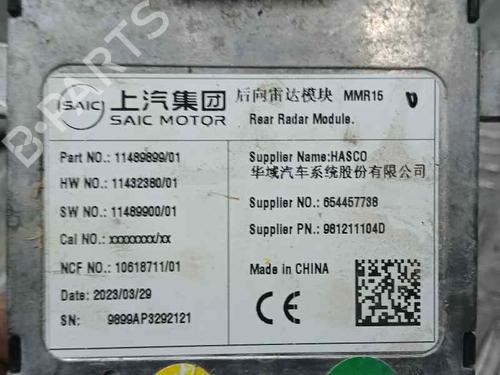 SAIC 上汽集团 后向雷达模块 MMR15
SAIC MOTOR Rear Radar Module.
Part NO.: 11489899/01 Supplier Name:HASCO
华域汽车系统股份有限公司
HW NO.: 11432380/01
SW NO.: 11489900/01 Supplier NO.: 654457738
Cal NO.: xxxxxxxx/xx Supplier PN.: 981211104D
NCF NO.: 10618711/01 Made in CHINA
Date: 2023/03/29
SN: 9899AP3292121
CE
B-PARTS